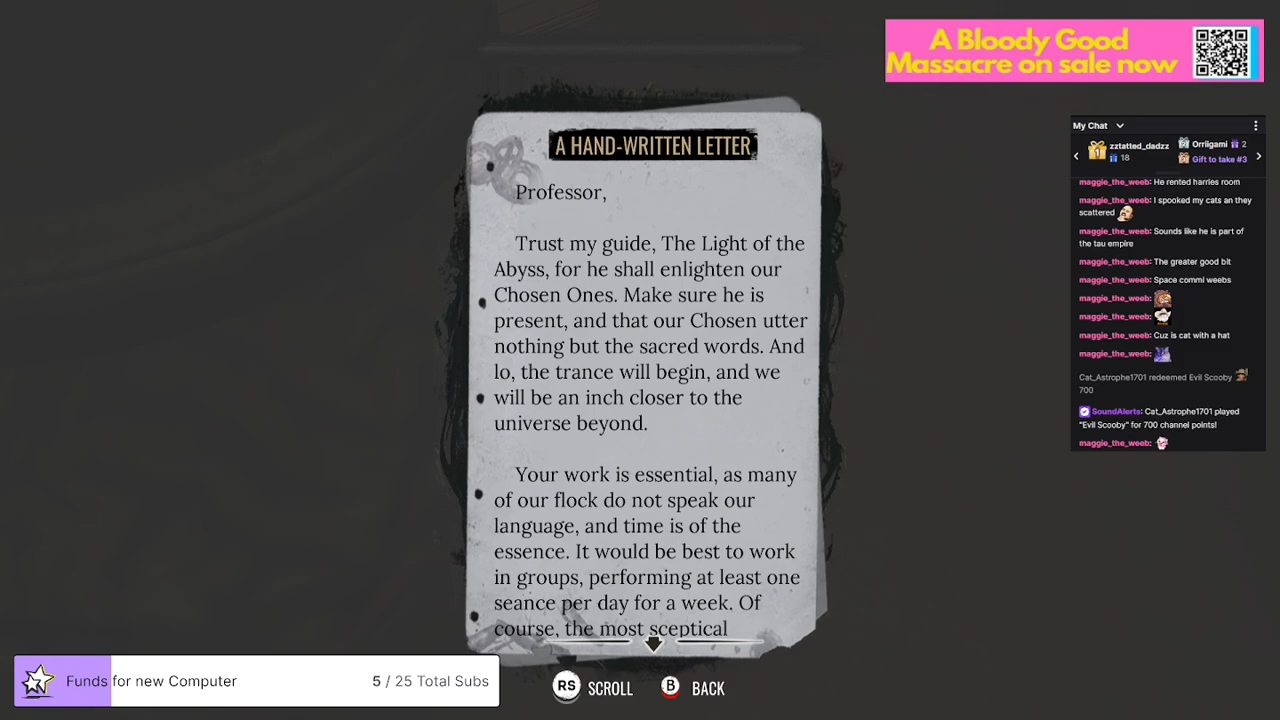 A Bloody Good
Massacre on sale now
My Chat
zztatted_dadzz
18
Orriigami 2
Gift to take #3
maggie_the_weeb: He rented harries room
maggie_the_weeb: I spooked my cats an they
scattered
maggie_the_weeb: Sounds like he is part of
the tau empire
maggie_the_weeb: The greater good bit
maggie_the_weeb: Space commi weebs
maggie_the_weeb:
maggie_the_weeb:
maggie_the_weeb: Cuz is cat with a hat
maggie_the_weeb:
Cat_Astrophe1701 redeemed Evil Scooby
700
SoundAlerts: Cat_Astrophe1701 played
"Evil Scooby" for 700 channel points!
maggie_the_weeb:
A HAND-WRITTEN LETTER
Professor,
Trust my guide, The Light of the
Abyss, for he shall enlighten our
Chosen Ones. Make sure he is
present, and that our Chosen utter
nothing but the sacred words. And
lo, the trance will begin, and we
will be an inch closer to the
universe beyond.
Your work is essential, as many
of our flock do not speak our
language, and time is of the
essence. It would be best to work
in groups, performing at least one
seance per day for a week. Of
course, the most sceptical
Funds for new Computer
5 / 25 Total Subs
RS SCROLL
B BACK